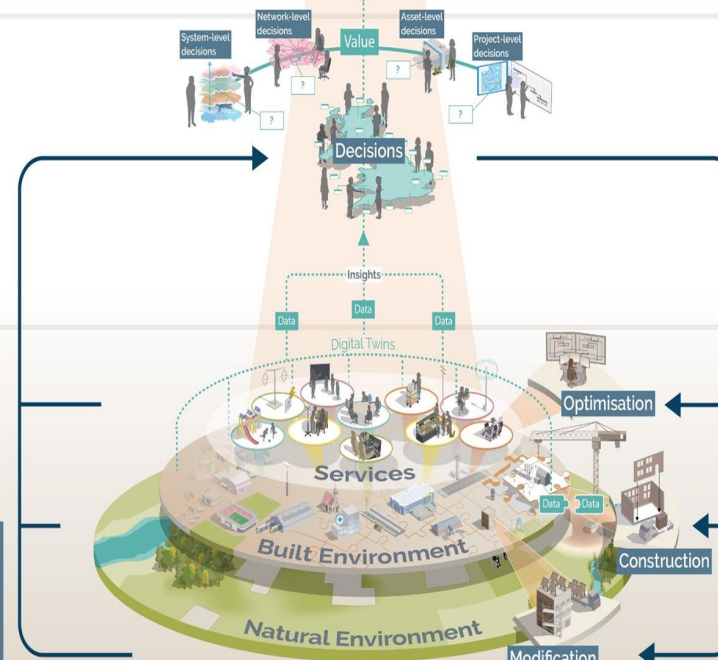 System-level
decisions
Network-level
decisions
Value
Asset-level
decisions
Project-level
decisions
?
?
?
?
Decisions
Insights
Data
Data
Data
Digital Twins
Optimisation
Services
Data
Data
Built Environment
Construction
Natural Environment
Modification